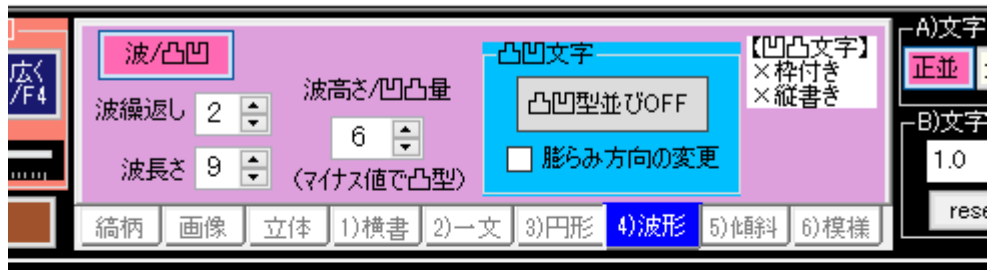 広く
/F4
波/凸凹
波繰返し 2
波長さ 9
波高さ/凹凸量
6
(マイナス値で凸型)
凸凹文字
凸凹型並びOFF
膨らみ方向の変更
【凹凸文字】
×枠付き
×縦書き
縞柄 画像 立体 1)横書 2)一文 3)円形 4)波形 5)傾斜 6)模様
A)文字
正並
B)文字
1.0
rese